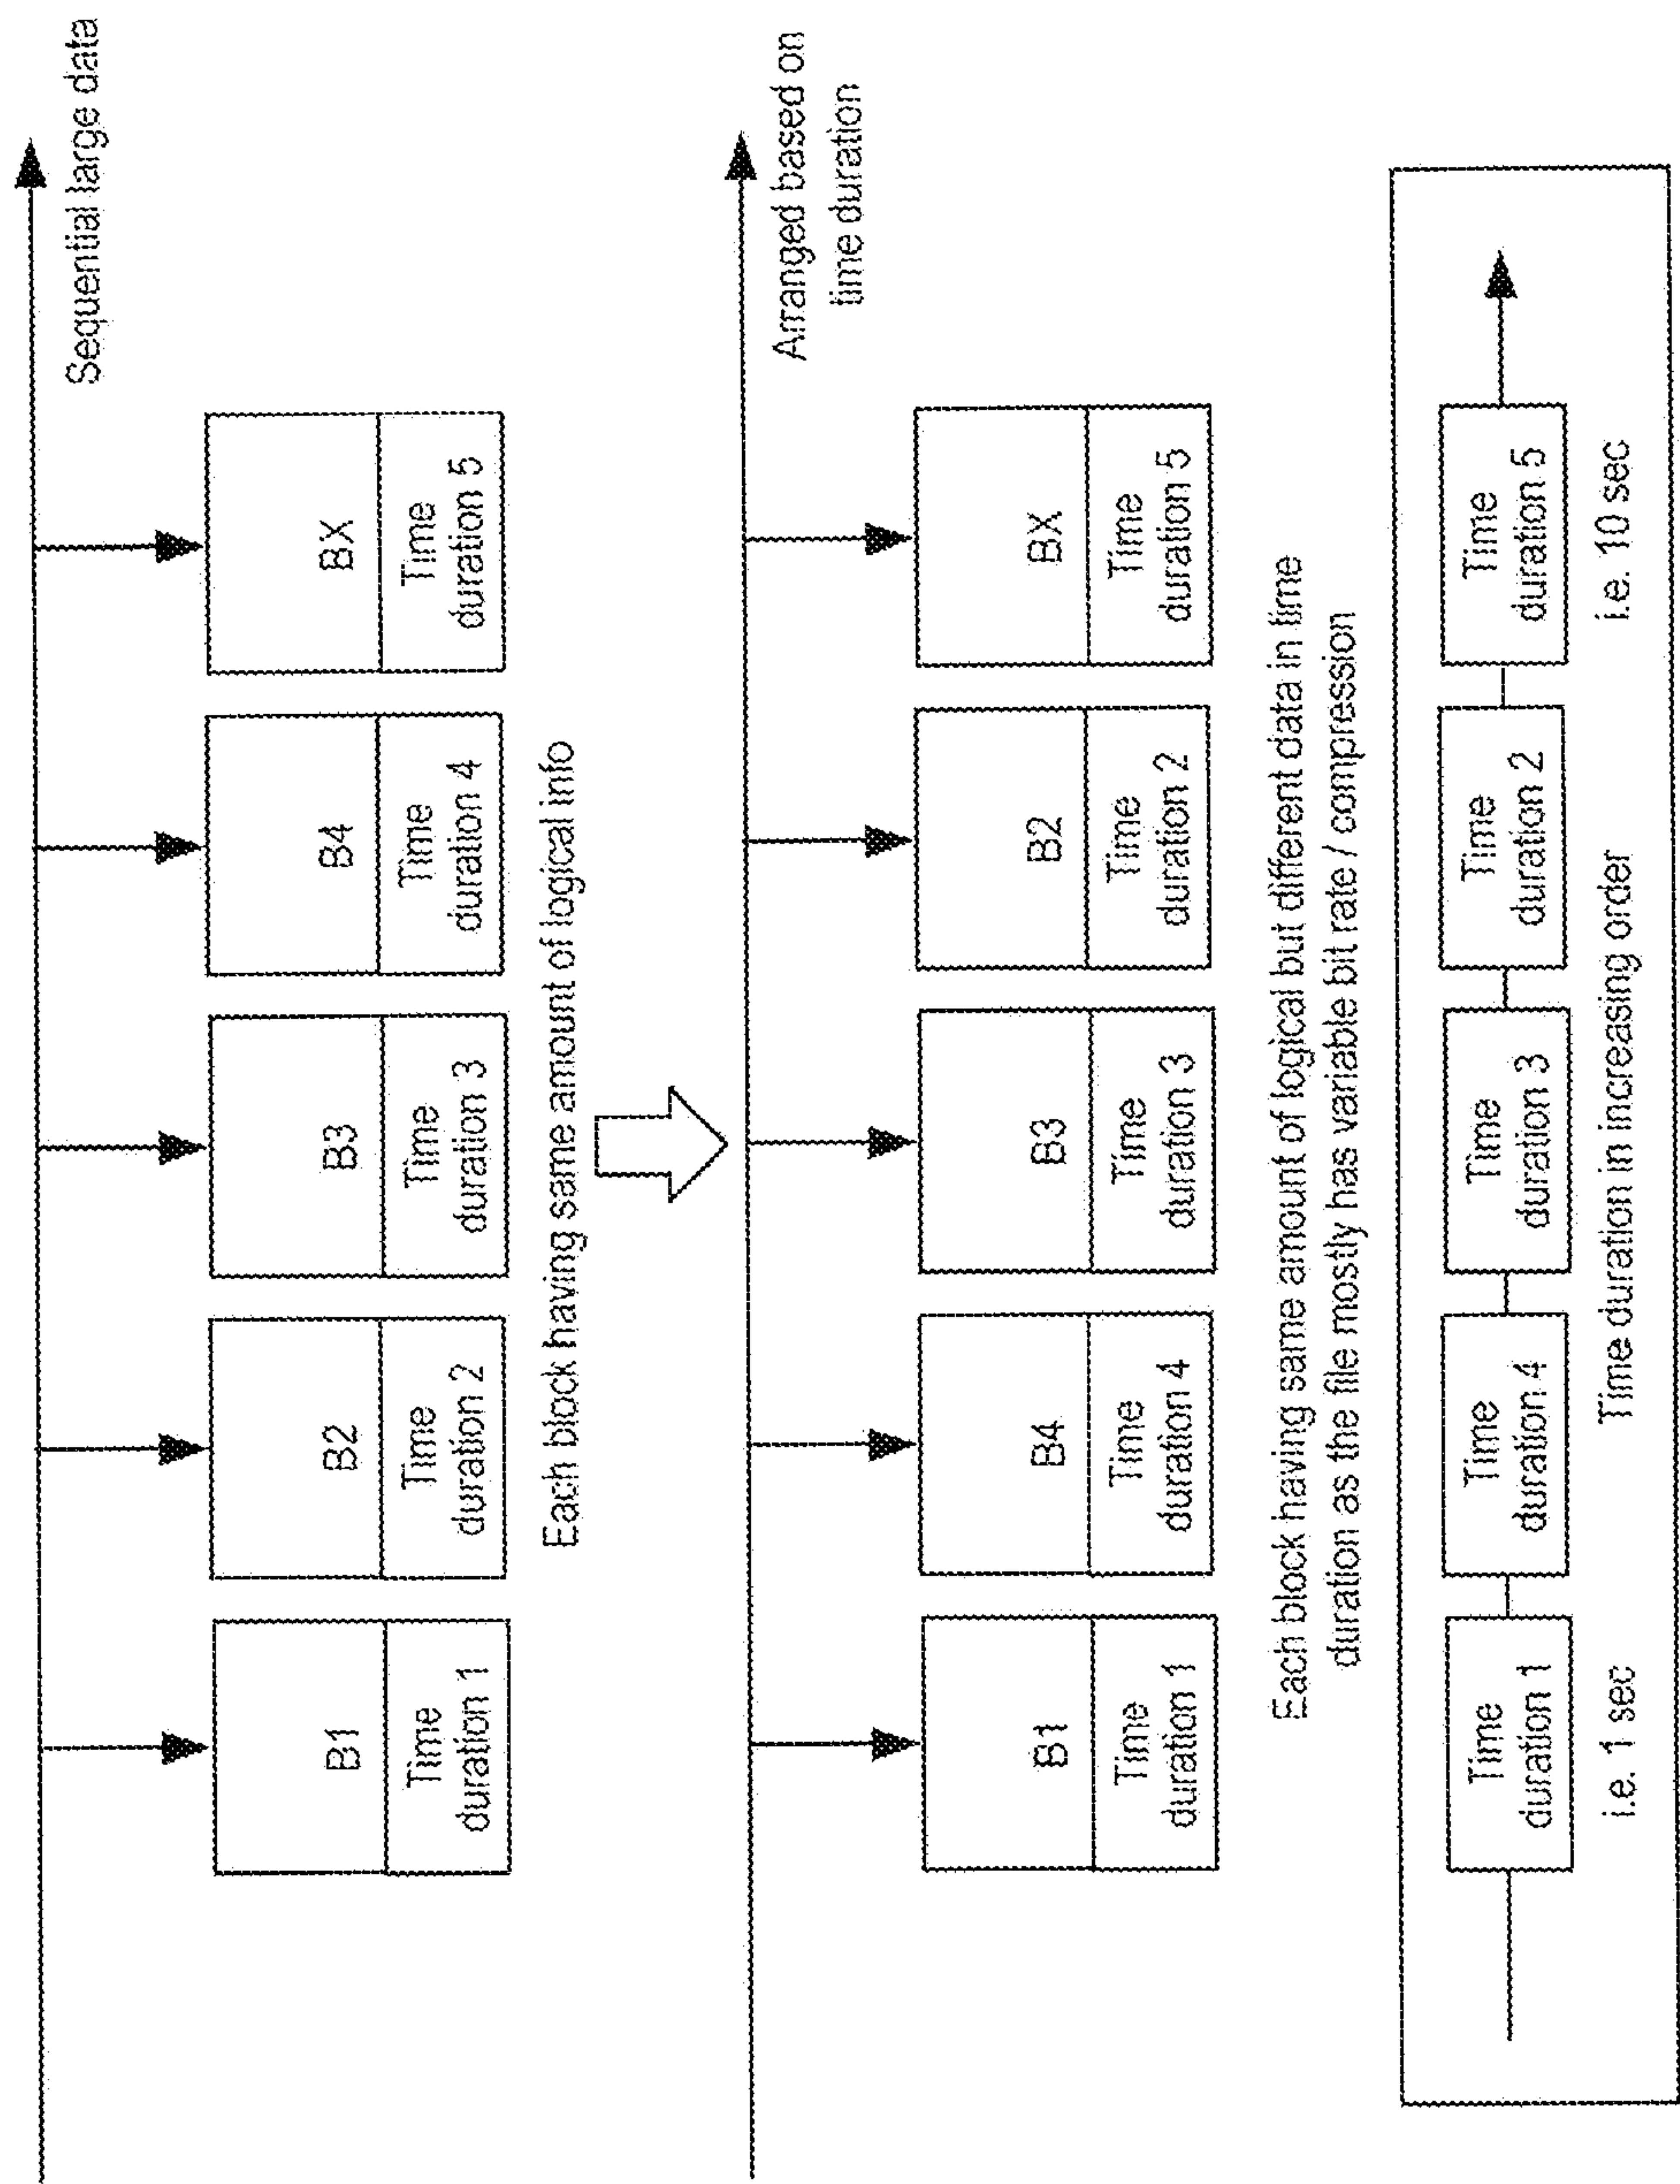 Sequential large data
B1
Time
duration 1
B2
Time
duration 2
B3
Time
duration 3
B4
Time
duration 4
BX
Time
duration 5
Each block having same amount of logical info
Arranged based on
time duration
B1
Time
duration 1
B4
Time
duration 4
B3
Time
duration 3
B2
Time
duration 2
BX
Time
duration 5
Each block having same amount of logical but different data in time
duration as the file mostly has variable bit rate / compression
Time
duration 1
Time
duration 4
Time
duration 3
Time
duration 2
Time
duration 5
i.e. 1 sec
Time duration in increasing order
i.e. 10 sec